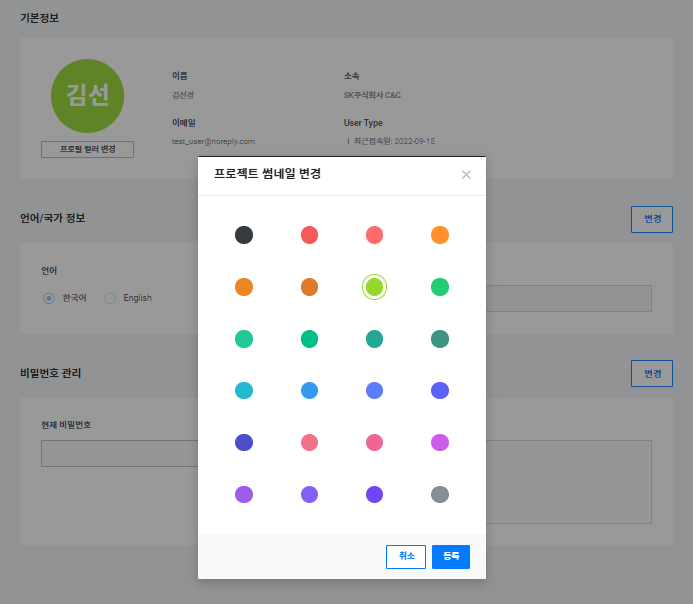 기본정보
김선
이름
소속
김선경
SK주식회사 C&C
이메일
User Type
test_user@noreply.com
최근접속일: 2022-09-15
프로필 컬러 변경
프로젝트 썸네일 변경
언어/국가 정보
변경
언어
한국어
English
비밀번호 관리
변경
현재 비밀번호
취소
등록